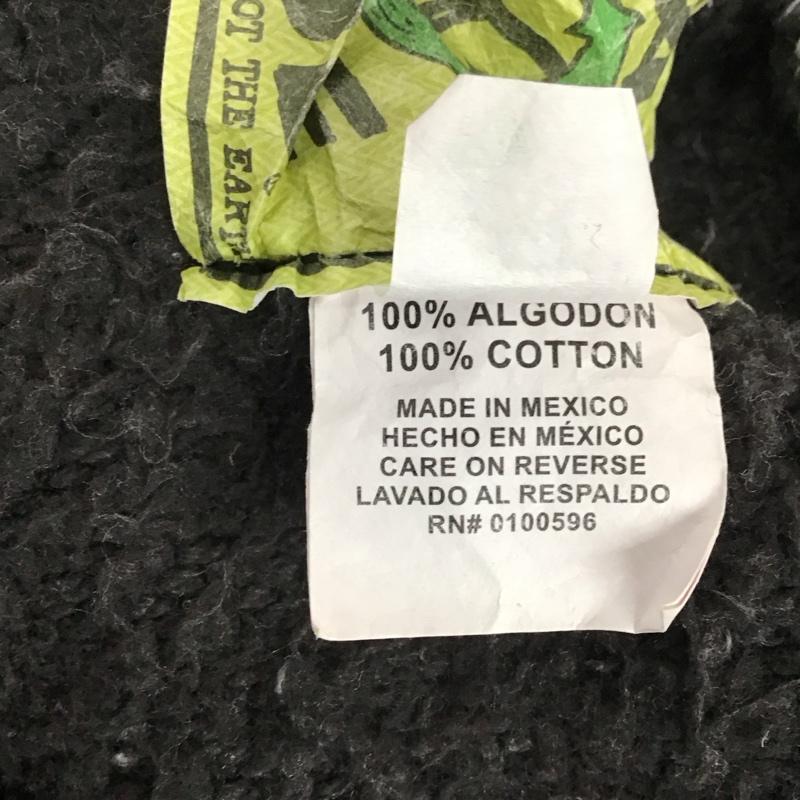 OT THE EART
100% ALGODON
100% COTTON
MADE IN MEXICO
HECHO EN MÉXICO
CARE ON REVERSE
LAVADO AL RESPALDO
RN# 0100596